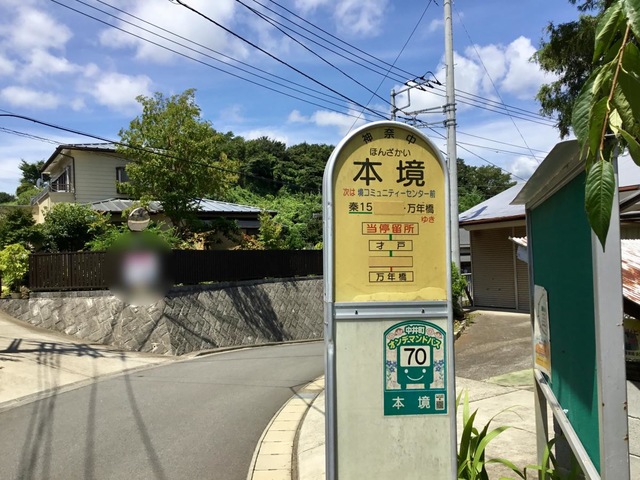 神奈中
ほんざかい
本境
次は 境コミュニティーセンター前 ゆき
秦15 万年橋
当停留所
才戸
万年橋
中井町
オンデマンドバス
70
本境